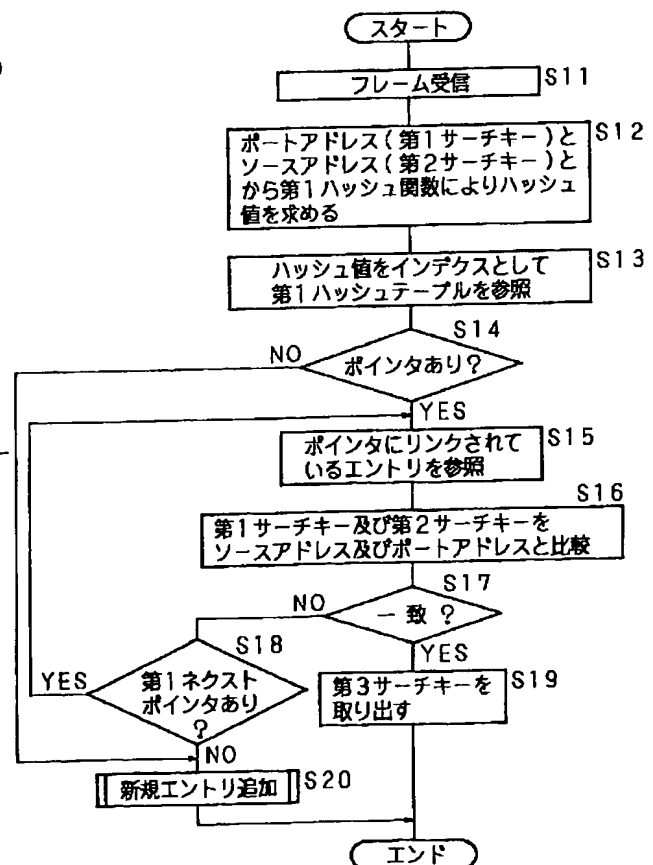 スタート
フレーム受信
S11
ポートアドレス(第1サーチキー)と
ソースアドレス(第2サーチキー)と
から第1ハッシュ関数によりハッシュ
値を求める
S12
ハッシュ値をインデクスとして
第1ハッシュテーブルを参照
S13
S14
NO
ポインタあり?
YES
ポインタにリンクされて
いるエントリを参照
S15
S16
第1サーチキー及び第2サーチキーを
ソースアドレス及びポートアドレスと比較
S17
NO
一致?
YES
S18
YES
第1ネクスト
ポインタあり
?
NO
第3サーチキーを
取り出す
S19
新規エントリ追加
S20
エンド